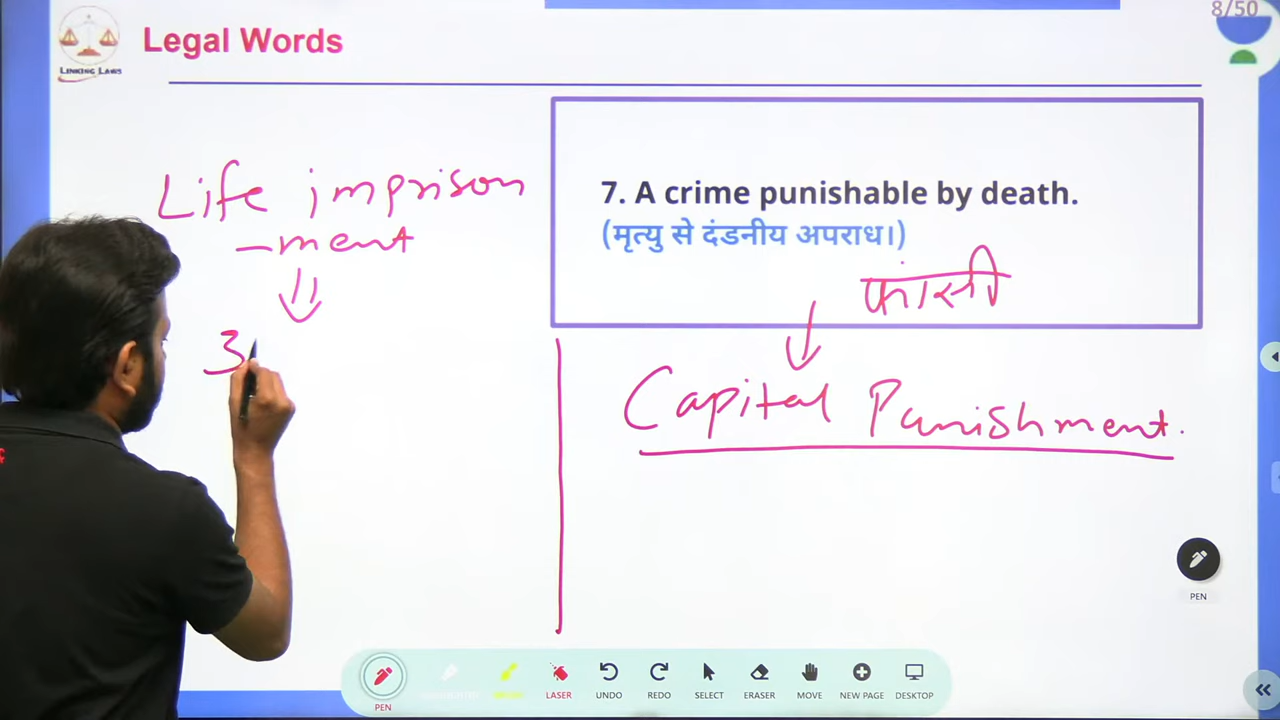 8/50
LINKING LAWS
Legal Words
7. A crime punishable by death.
(मृत्यु से दंडनीय अपराध।)
फांसी
Capital Punishment.
Life imprison
-ment
3
PEN
PEN
LASER
UNDO
REDO
SELECT
ERASER
MOVE
NEW PAGE
DESKTOP